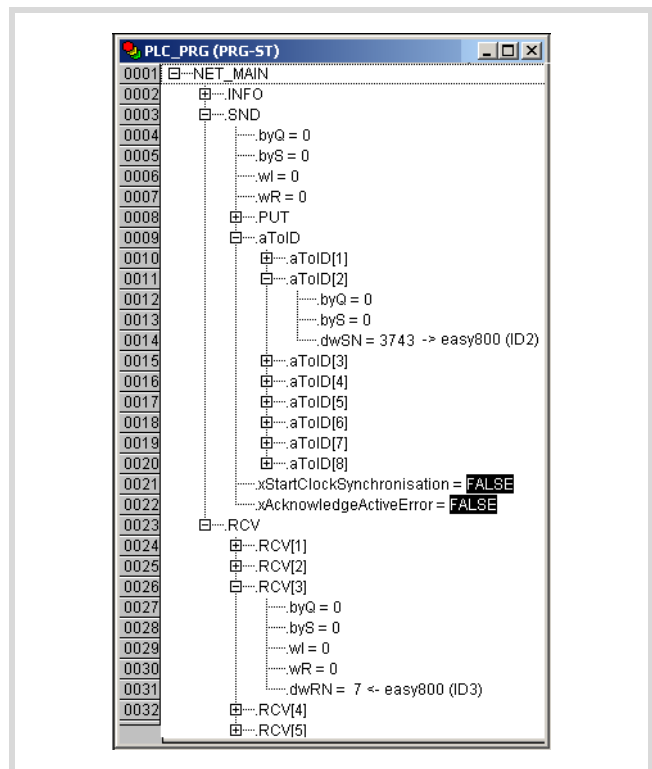 PLC_PRG (PRG-ST)
0001 NET_MAIN
0002 .INFO
0003 .SND
0004 .byQ = 0
0005 .byS = 0
0006 .wI = 0
0007 .wR = 0
0008 .PUT
0009 .aToID
0010 .aToID[1]
0011 .aToID[2]
0012 .byQ = 0
0013 .byS = 0
0014 .dwSN = 3743 -> easy800 (ID2)
0015 .aToID[3]
0016 .aToID[4]
0017 .aToID[5]
0018 .aToID[6]
0019 .aToID[7]
0020 .aToID[8]
0021 .xStartClockSynchronisation = FALSE
0022 .xAcknowledgeActiveError = FALSE
0023 .RCV
0024 .RCV[1]
0025 .RCV[2]
0026 .RCV[3]
0027 .byQ = 0
0028 .byS = 0
0029 .wI = 0
0030 .wR = 0
0031 .dwRN = 7 <- easy800 (ID3)
0032 .RCV[4]
.RCV[5]